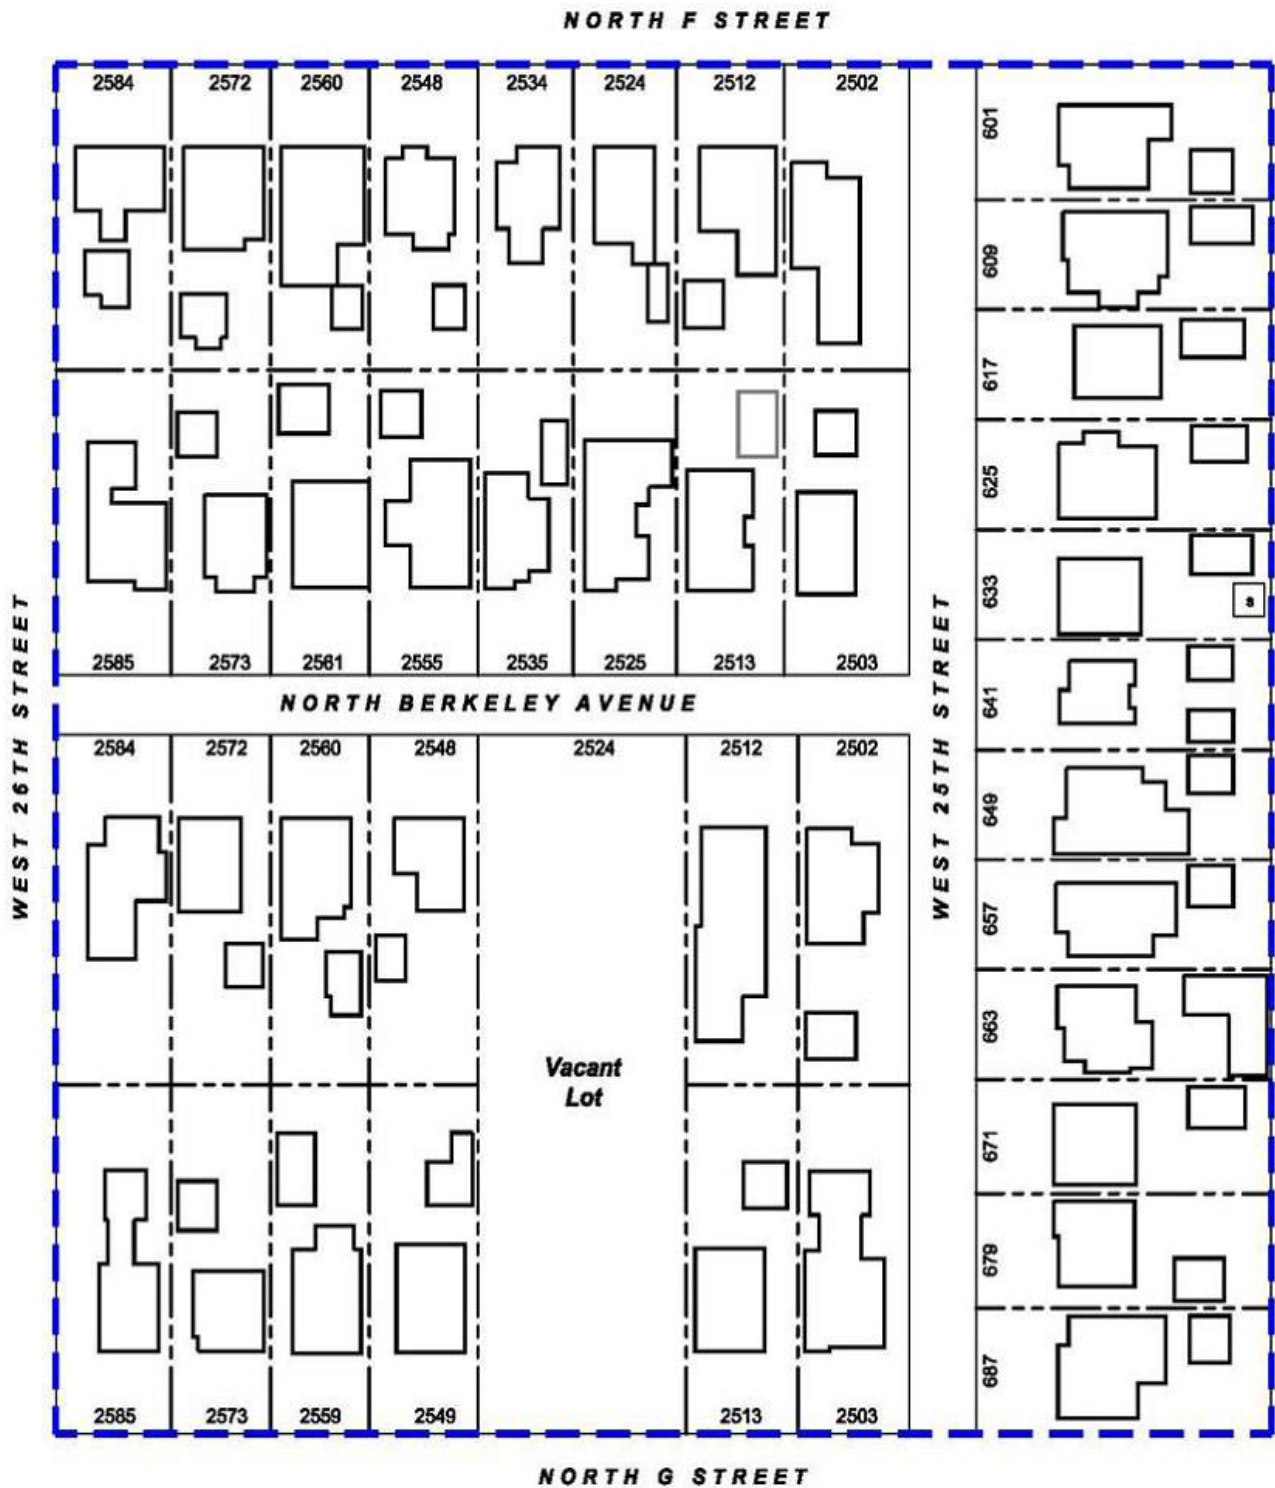 NORTH F STREET
2584 2572 2560 2548 2534 2524 2512 2502
601
609
617
625
633
s
641
649
657
663
671
679
687
2585 2573 2561 2555 2535 2525 2513 2503
NORTH BERKELEY AVENUE
WEST 26TH STREET
WEST 25TH STREET
2584 2572 2560 2548 2524 2512 2502
Vacant
Lot
2585 2573 2559 2549 2513 2503
NORTH G STREET